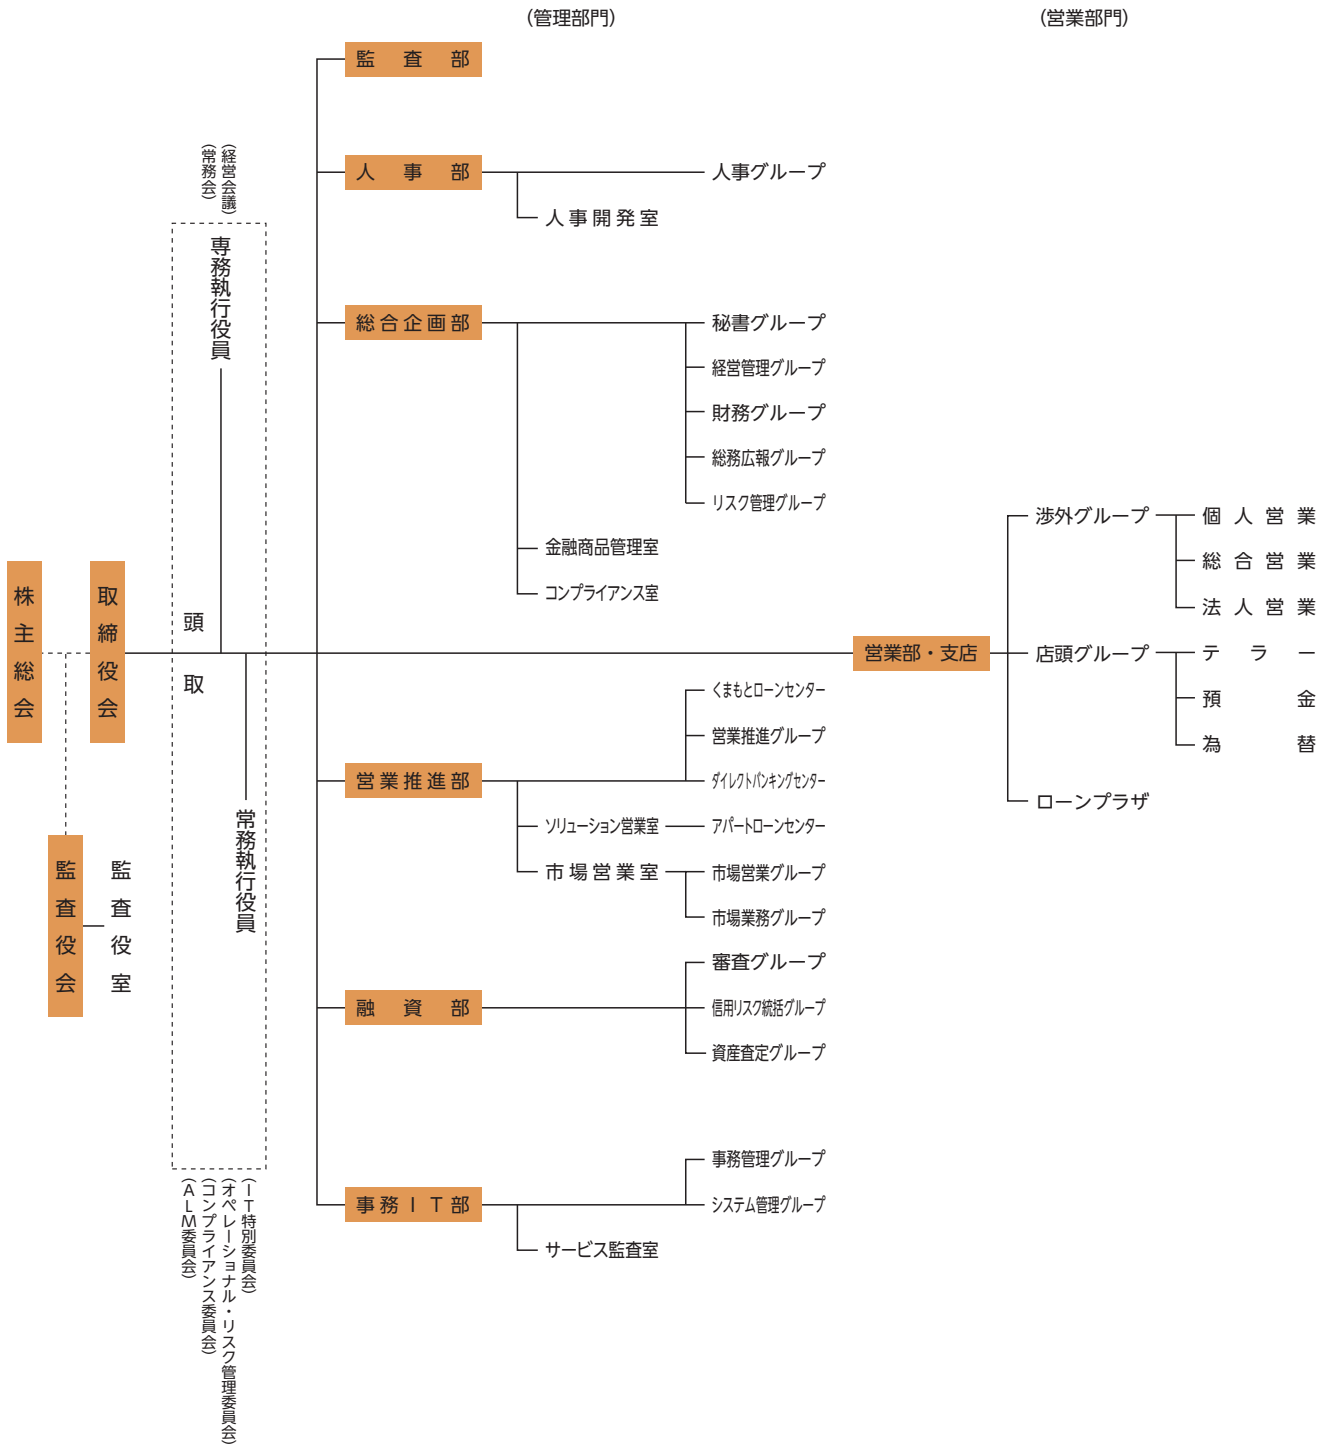 （管理部門）
（営業部門）
株主総会
取締役会
監査役会
監査役室
頭取
（経営会議）
（常務会）
専務執行役員
常務執行役員
（ＩＴ特別委員会）
（オペレーショナル・リスク管理委員会）
（コンプライアンス委員会）
（ＡＬＭ委員会）
監査部
人事部
人事グループ
人事開発室
総合企画部
秘書グループ
経営管理グループ
財務グループ
総務広報グループ
リスク管理グループ
金融商品管理室
コンプライアンス室
営業推進部
くまもとローンセンター
営業推進グループ
ダイレクトバンキングセンター
ソリューション営業室
アパートローンセンター
市場営業室
市場営業グループ
市場業務グループ
融資部
審査グループ
信用リスク統括グループ
資産査定グループ
事務ＩＴ部
事務管理グループ
システム管理グループ
サービス監査室
営業部・支店
渉外グループ
個人営業
総合営業
法人営業
店頭グループ
テラー
預金
為替
ローンプラザ